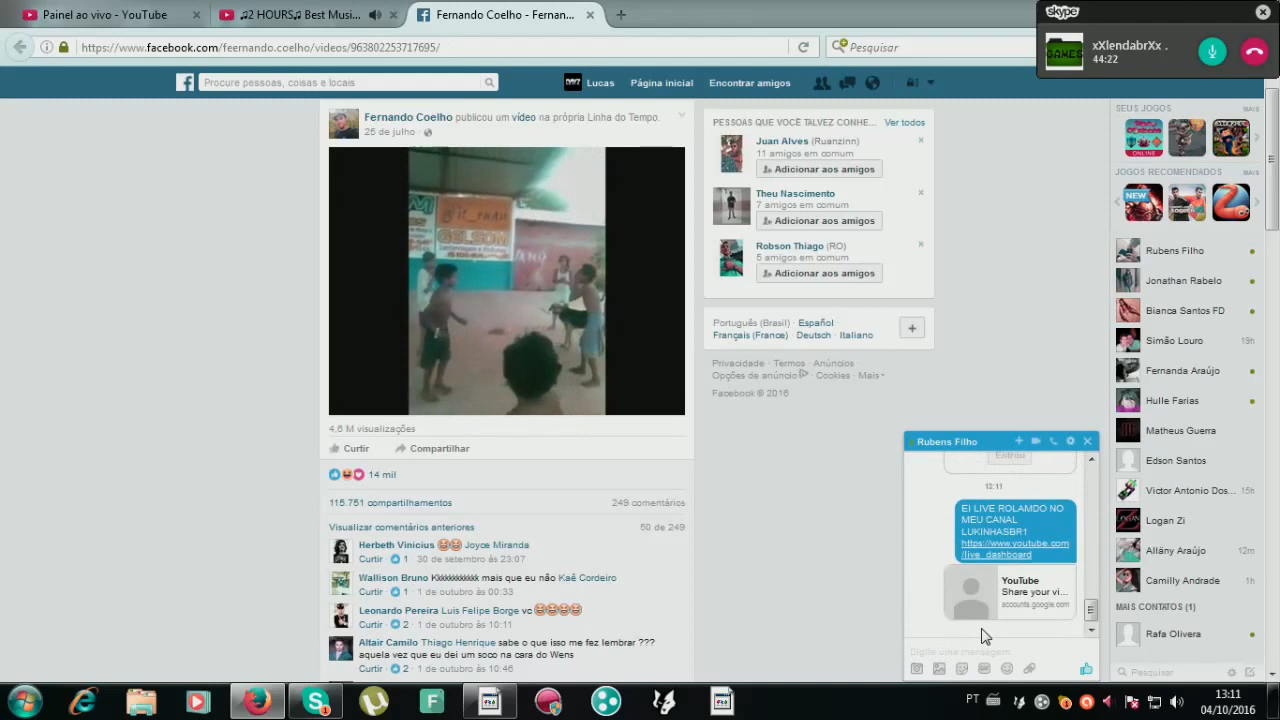 Painel ao vivo - YouTube
♫2 HOURS♫ Best Musi...
Fernando Coelho - Fernan...
https://www.facebook.com/feernando.coelho/videos/963802253717695/
Pesquisar
skype
xXlendabrXx .
44:22
GAMES
Procure pessoas, coisas e locais
Lucas
Página inicial
Encontrar amigos
Fernando Coelho publicou um vídeo na própria Linha do Tempo.
25 de julho
4,6 M visualizações
Curtir
Compartilhar
14 mil
115.751 compartilhamentos
249 comentários
Visualizar comentários anteriores
50 de 249
Herbeth Vinicius Joyce Miranda
Curtir 1 30 de setembro às 23:07
Wallison Bruno Kkkkkkkkkkk mais que eu não Kaê Cordeiro
Curtir 1 1 de outubro às 00:33
Leonardo Pereira Luis Felipe Borge vc
Curtir 2 1 de outubro às 10:11
Altair Camilo Thiago Henrique sabe o que isso me fez lembrar ???
aquela vez que eu dei um soco na cara do Wens
Curtir 2 1 de outubro às 10:46
PESSOAS QUE VOCÊ TALVEZ CONHE...
Ver todos
Juan Alves (Ruanzinn)
11 amigos em comum
Adicionar aos amigos
Theu Nascimento
7 amigos em comum
Adicionar aos amigos
Robson Thiago (RO)
5 amigos em comum
Adicionar aos amigos
Português (Brasil) · Español ·
Français (France) · Deutsch · Italiano
Privacidade · Termos · Anúncios
Opções de anúncio · Cookies · Mais
Facebook © 2016
Rubens Filho
Entrou
13:11
EI LIVE ROLAMDO NO
MEU CANAL
LUKINHASBR1
https://www.youtube.com
/live_dashboard
YouTube
Share your vi...
accounts.google.com
Digite uma mensagem...
SEUS JOGOS
MAIS
ONLINE
JOGOS RECOMENDADOS
MAIS
NEW
Rubens Filho
Jonathan Rabelo
Bianca Santos FD
Simão Louro 19h
Fernanda Araújo
Hulle Farias
Matheus Guerra
Edson Santos
Victor Antonio Dos... 15h
Logan Zi
Allany Araújo 12m
Camilly Andrade 1h
MAIS CONTATOS (1)
Rafa Olivera
Pesquisar
PT
13:11
04/10/2016